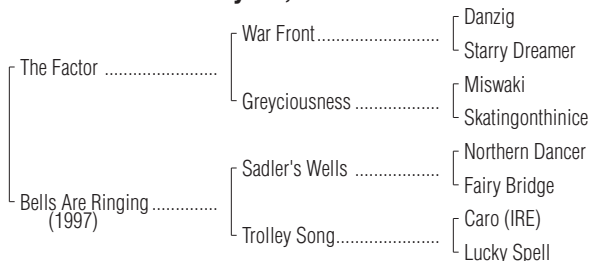 Danzig
War Front
Starry Dreamer
The Factor
Miswaki
Greyciousness
Skatingonthinice
Northern Dancer
Sadler's Wells
Fairy Bridge
Bells Are Ringing
(1997)
Caro (IRE)
Trolley Song
Lucky Spell